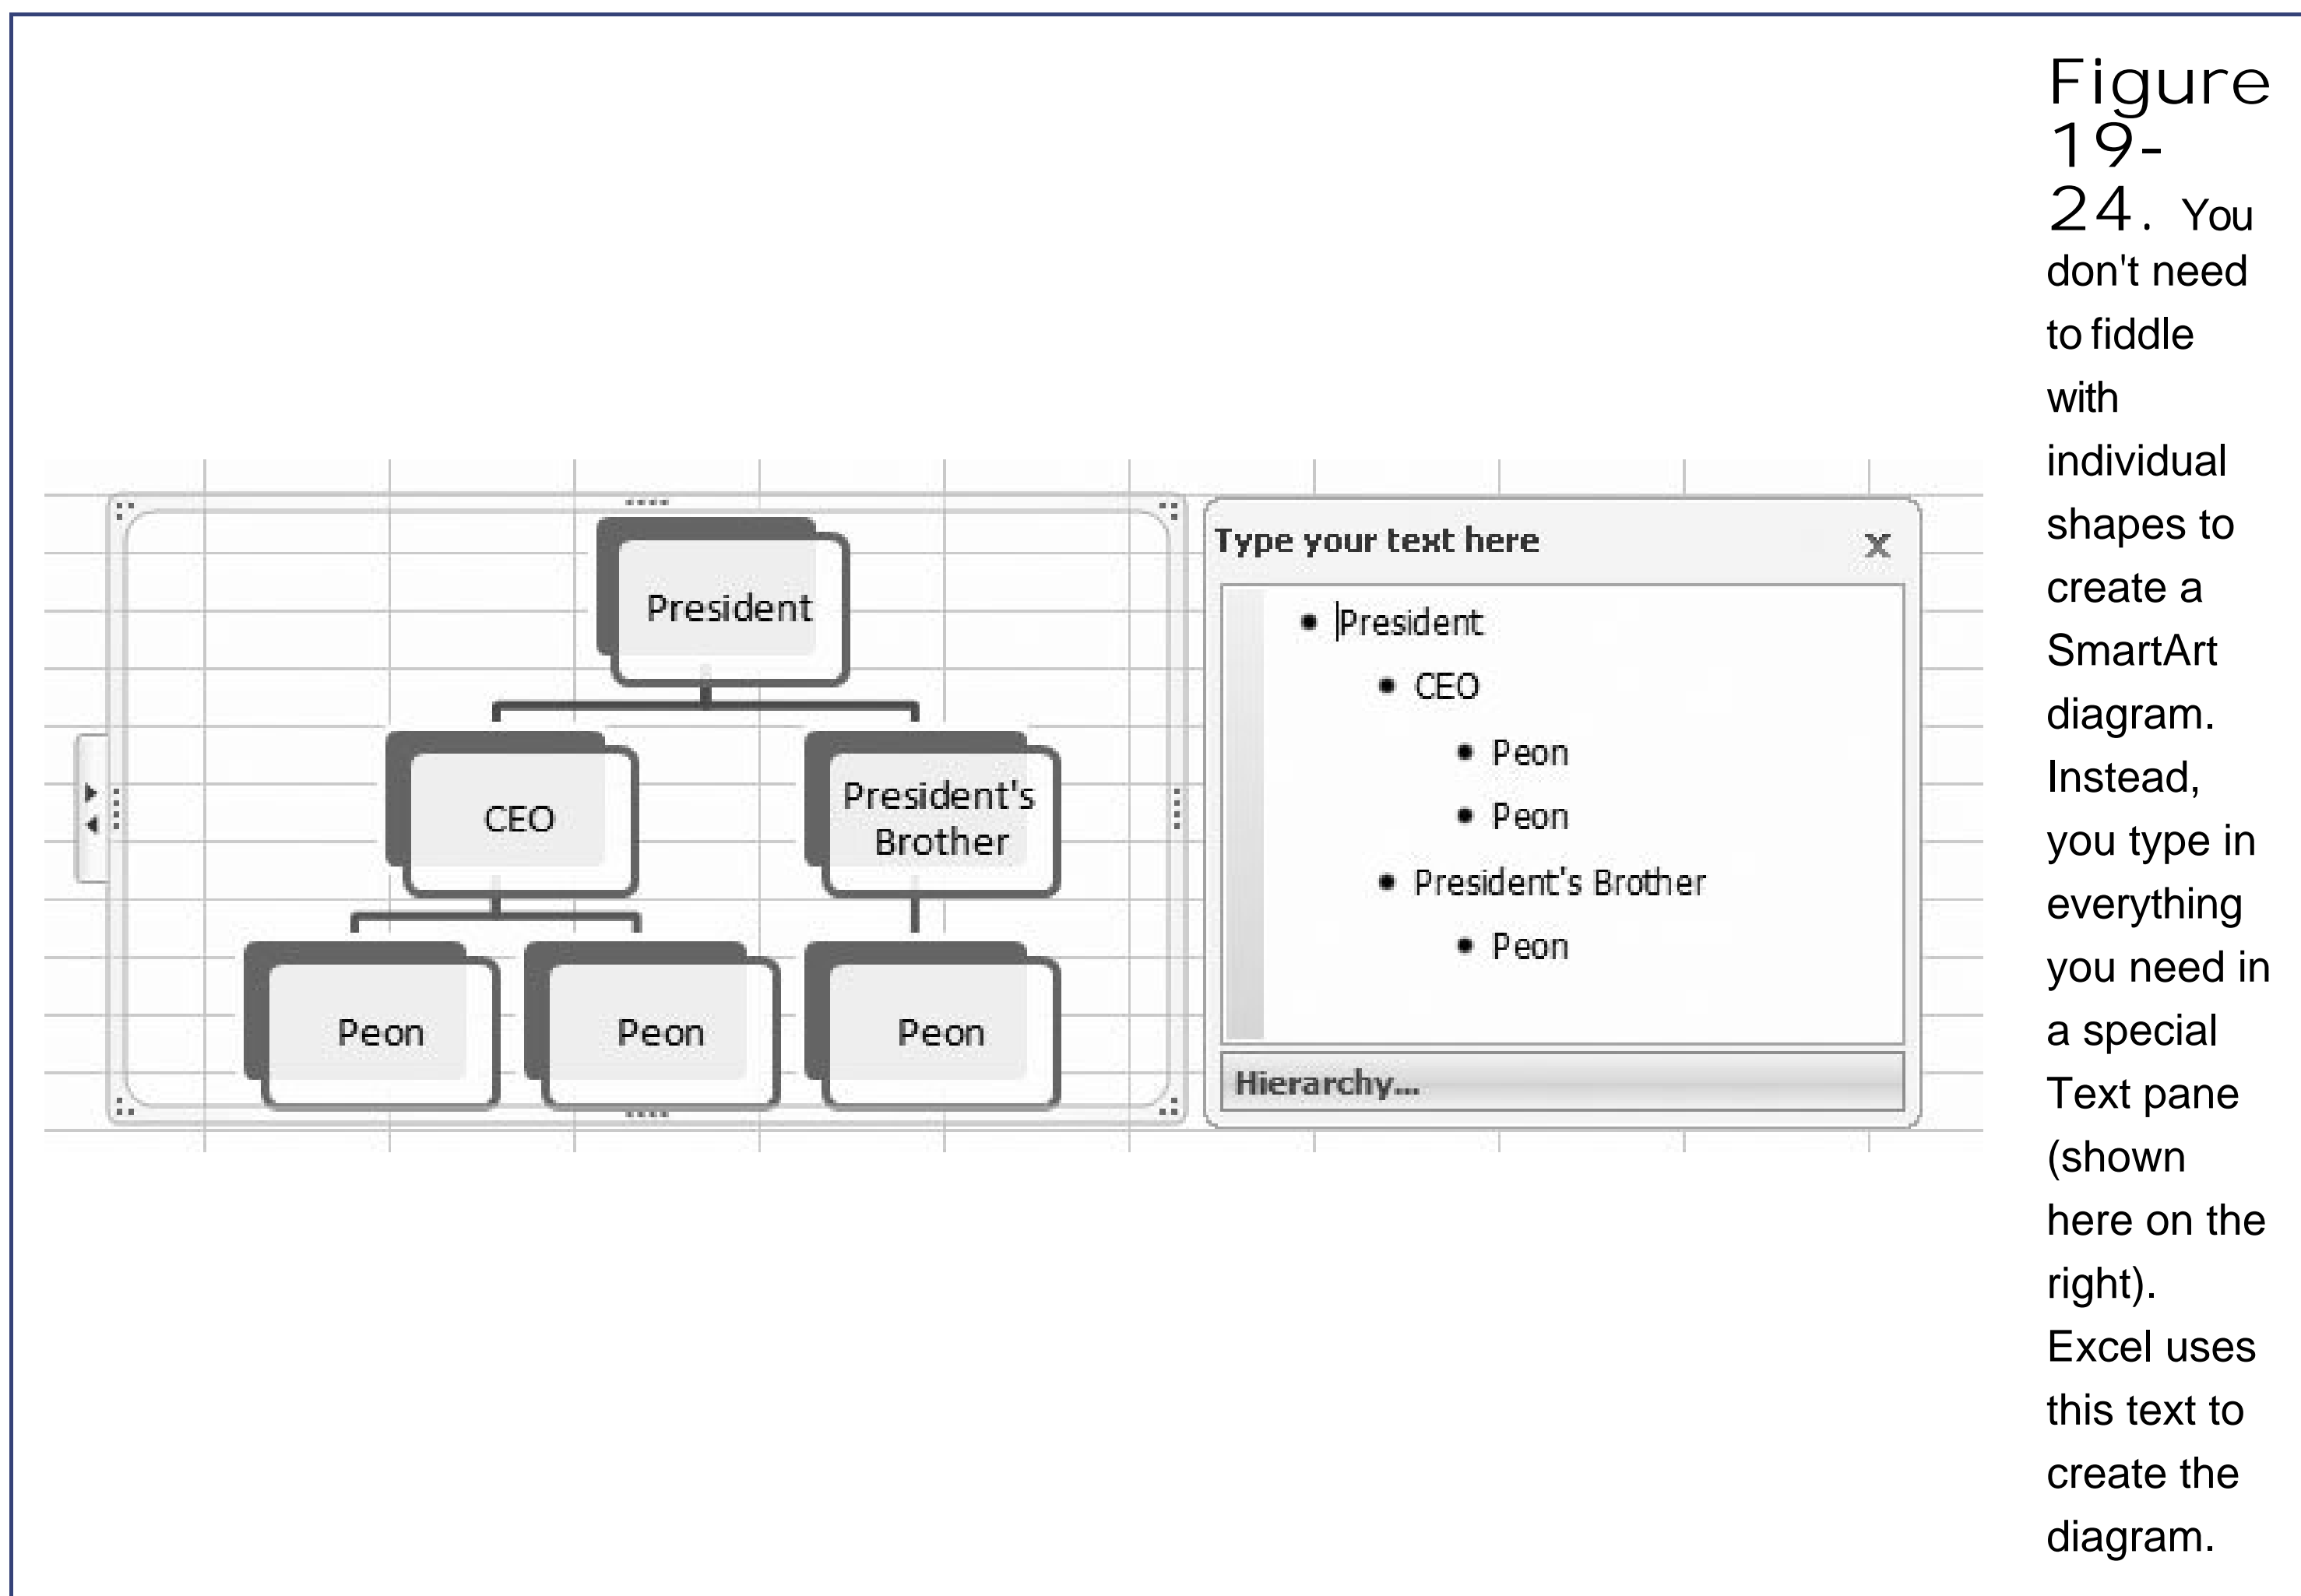 President
CEO
President's
Brother
Peon
Peon
Peon
Type your text here
x
• President
• CEO
• Peon
• Peon
• President's Brother
• Peon
Hierarchy...
Figure
19-
24. You
don't need
to fiddle
with
individual
shapes to
create a
SmartArt
diagram.
Instead,
you type in
everything
you need in
a special
Text pane
(shown
here on the
right).
Excel uses
this text to
create the
diagram.